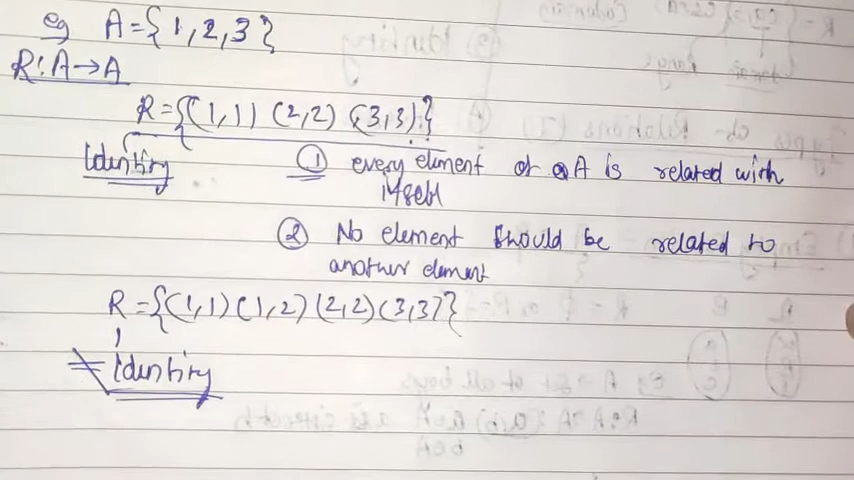 eg A = {1, 2, 3}
R: A → A
R = {(1,1) (2,2) (3,3)}
Identity ① every element of A is related with
itself
② No element should be related to
another element
R = {(1,1) (1,2) (2,2) (3,3)}
≠ Identity